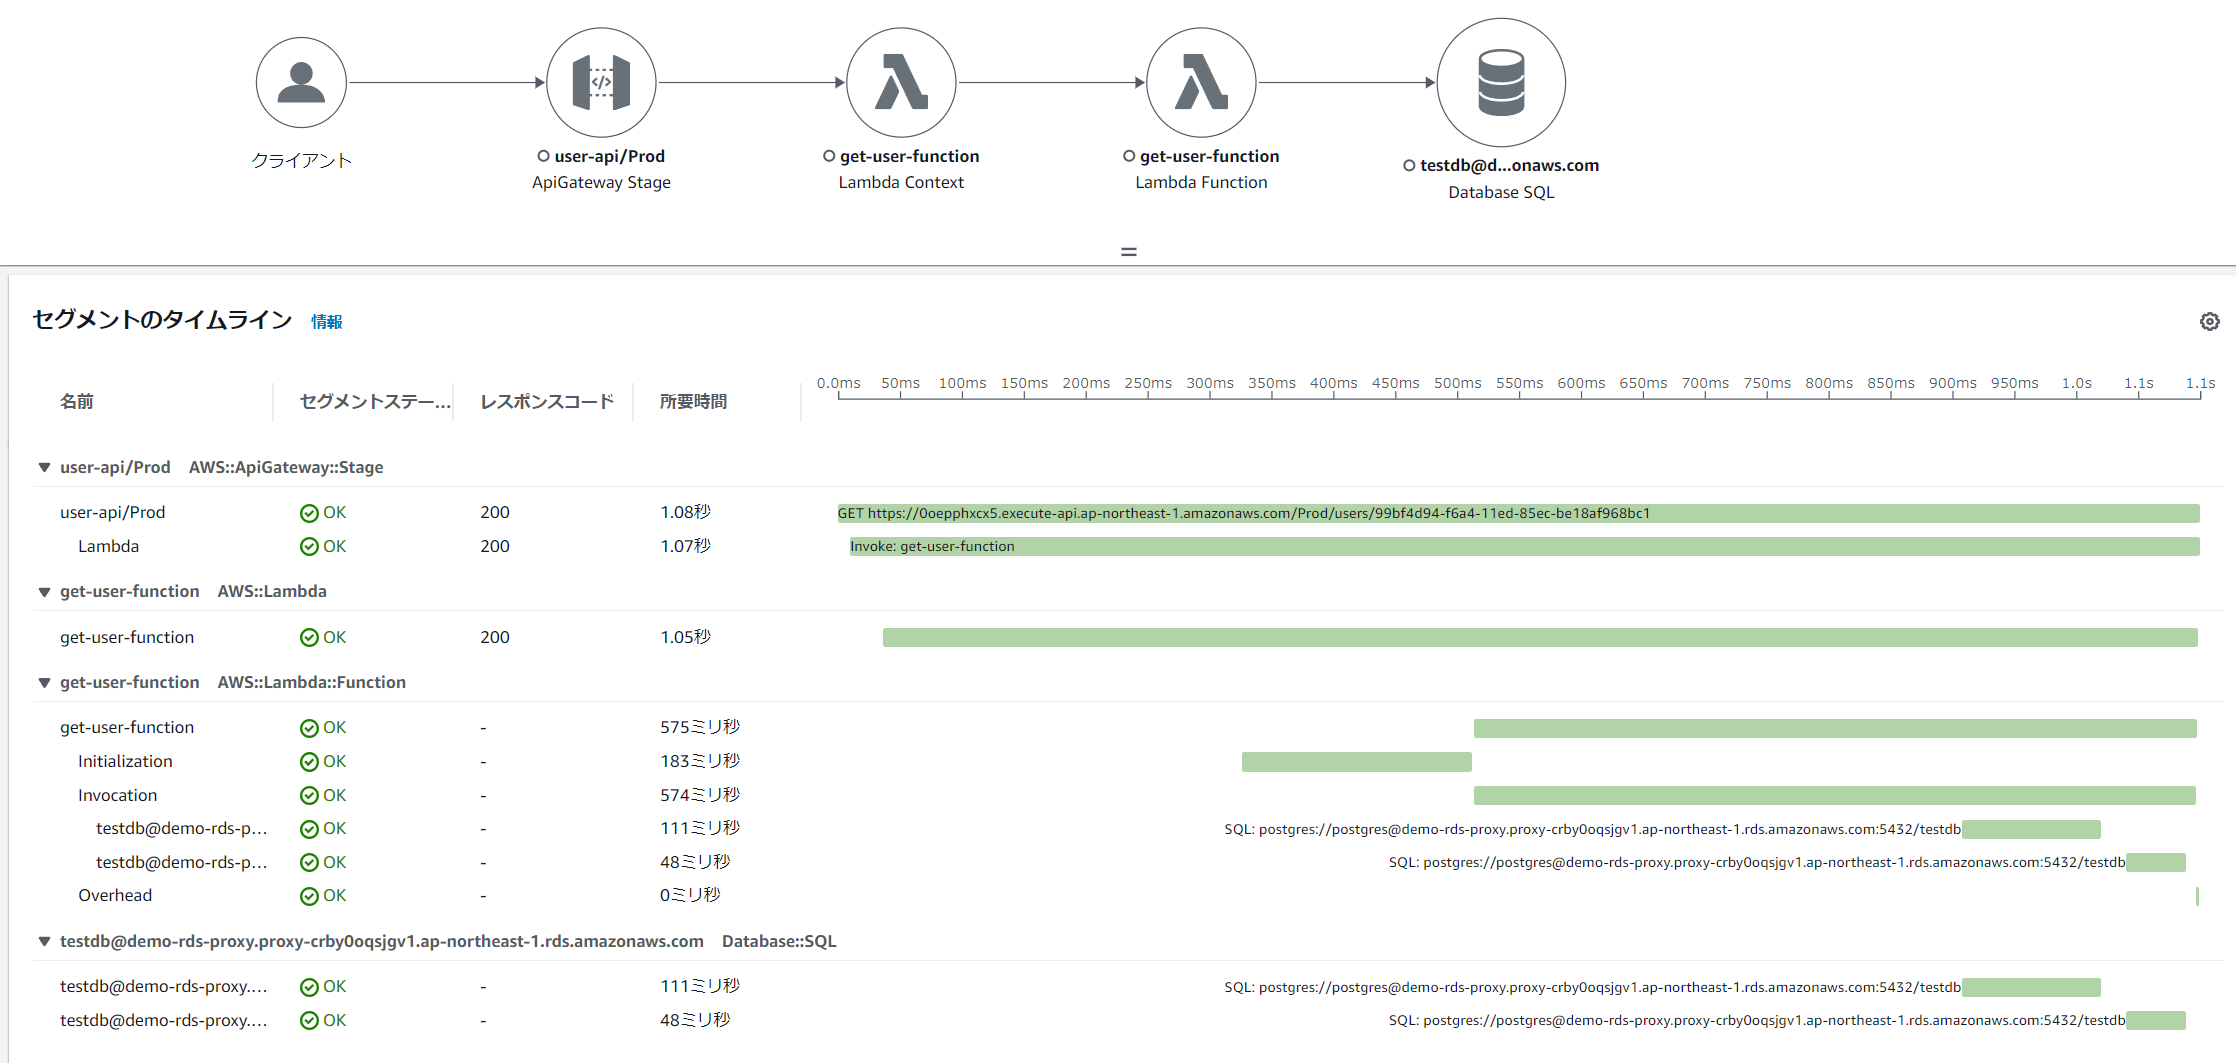 クライアント
user-api/Prod
ApiGateway Stage
get-user-function
Lambda Context
get-user-function
Lambda Function
testdb@d...onaws.com
Database SQL
セグメントのタイムライン 情報
名前 セグメントステー... レスポンスコード 所要時間
0.0ms 50ms 100ms 150ms 200ms 250ms 300ms 350ms 400ms 450ms 500ms 550ms 600ms 650ms 700ms 750ms 800ms 850ms 900ms 950ms 1.0s 1.1s 1.1s
user-api/Prod AWS::ApiGateway::Stage
user-api/Prod OK 200 1.08秒 GET https://0oepphxcx5.execute-api.ap-northeast-1.amazonaws.com/Prod/users/99bf4d94-f6a4-11ed-85ec-be18af968bc1
Lambda OK 200 1.07秒 Invoke: get-user-function
get-user-function AWS::Lambda
get-user-function OK 200 1.05秒
get-user-function AWS::Lambda::Function
get-user-function OK - 575ミリ秒
Initialization OK - 183ミリ秒
Invocation OK - 574ミリ秒
testdb@demo-rds-p... OK - 111ミリ秒 SQL: postgres://postgres@demo-rds-proxy.proxy-crby0oqsjgv1.ap-northeast-1.rds.amazonaws.com:5432/testdb
testdb@demo-rds-p... OK - 48ミリ秒 SQL: postgres://postgres@demo-rds-proxy.proxy-crby0oqsjgv1.ap-northeast-1.rds.amazonaws.com:5432/testdb
Overhead OK - 0ミリ秒
testdb@demo-rds-proxy.proxy-crby0oqsjgv1.ap-northeast-1.rds.amazonaws.com Database::SQL
testdb@demo-rds-proxy.... OK - 111ミリ秒 SQL: postgres://postgres@demo-rds-proxy.proxy-crby0oqsjgv1.ap-northeast-1.rds.amazonaws.com:5432/testdb
testdb@demo-rds-proxy.... OK - 48ミリ秒 SQL: postgres://postgres@demo-rds-proxy.proxy-crby0oqsjgv1.ap-northeast-1.rds.amazonaws.com:5432/testdb